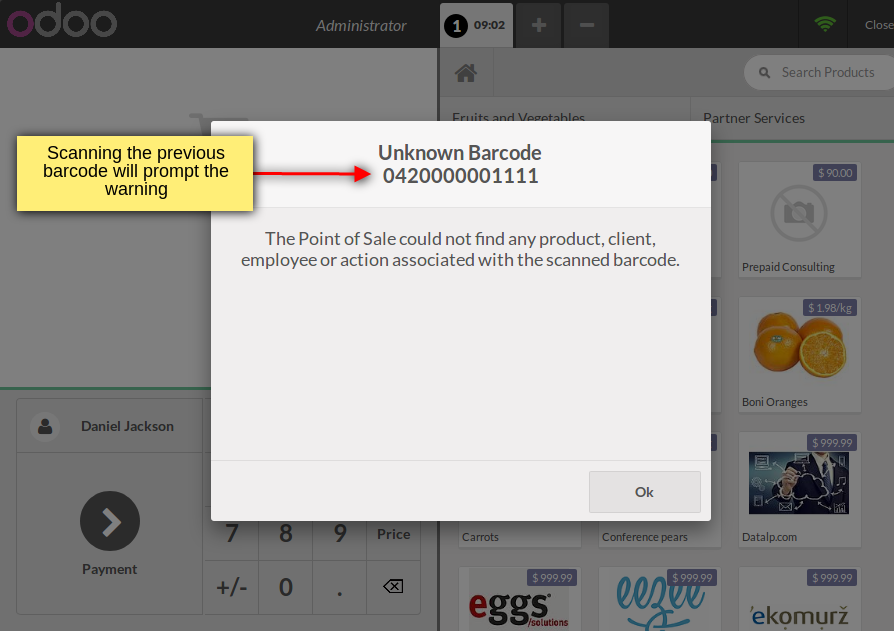 odoo
Administrator
1 09:02
+
−
Close
Search Products
Fruits and Vegetables
Partner Services
Scanning the previous
barcode will prompt the
warning
Unknown Barcode
0420000001111
The Point of Sale could not find any product, client,
employee or action associated with the scanned barcode.
Ok
$ 90.00
Prepaid Consulting
$ 1.98/kg
Boni Oranges
$ 999.99
Datalp.com
Carrots
Conference pears
Daniel Jackson
Payment
7 8 9 Price
+/- 0 .
$ 999.99
eggs
/solutions
$ 999.99
eezee
$ 999.99
ekomurz